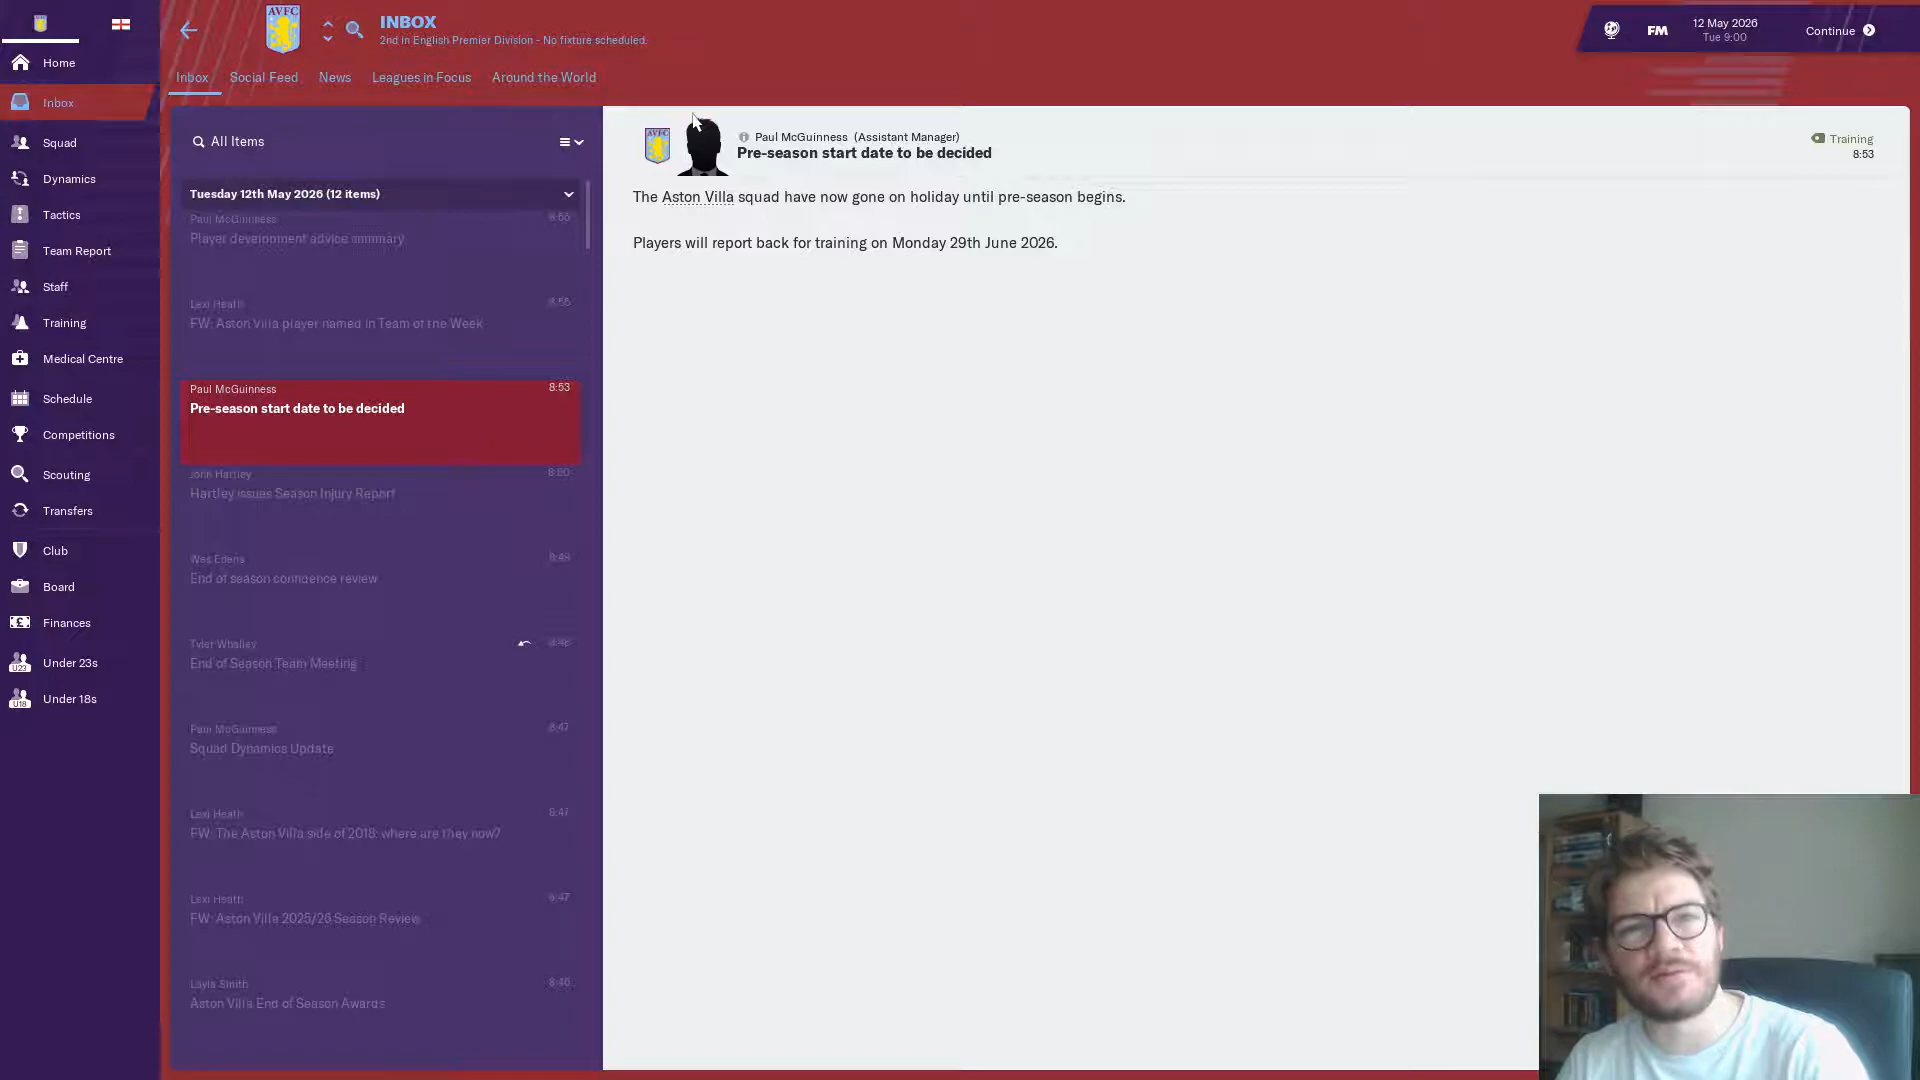 INBOX
2nd in English Premier Division - No fixture scheduled.
FM
12 May 2026
Tue 9:00
Continue
Home
Inbox
Squad
Dynamics
Tactics
Team Report
Staff
Training
Medical Centre
Schedule
Competitions
Scouting
Transfers
Club
Board
Finances
U23
Under 23s
U18
Under 18s
Inbox
Social Feed
News
Leagues in Focus
Around the World
All Items
Tuesday 12th May 2026 (12 items)
Paul McGuinness
Player development advice summary
Lexi Heath
FW: Aston Villa player named in Team of the Week
Paul McGuinness
8:53
Pre-season start date to be decided
John Hartley
8:50
Hartley issues Season Injury Report
Wes Edens
8:49
End of season confidence review
Tyler Whalley
End of Season Team Meeting
Paul McGuinness
8:47
Squad Dynamics Update
Lexi Heath
8:47
FW: The Aston Villa side of 2018: where are they now?
Lexi Heath
8:47
FW: Aston Villa 2025/26 Season Review
Layla Smith
8:46
Aston Villa End of Season Awards
AVFC
AVFC
Paul McGuinness (Assistant Manager)
Pre-season start date to be decided
Training
8:53
The Aston Villa squad have now gone on holiday until pre-season begins.
Players will report back for training on Monday 29th June 2026.